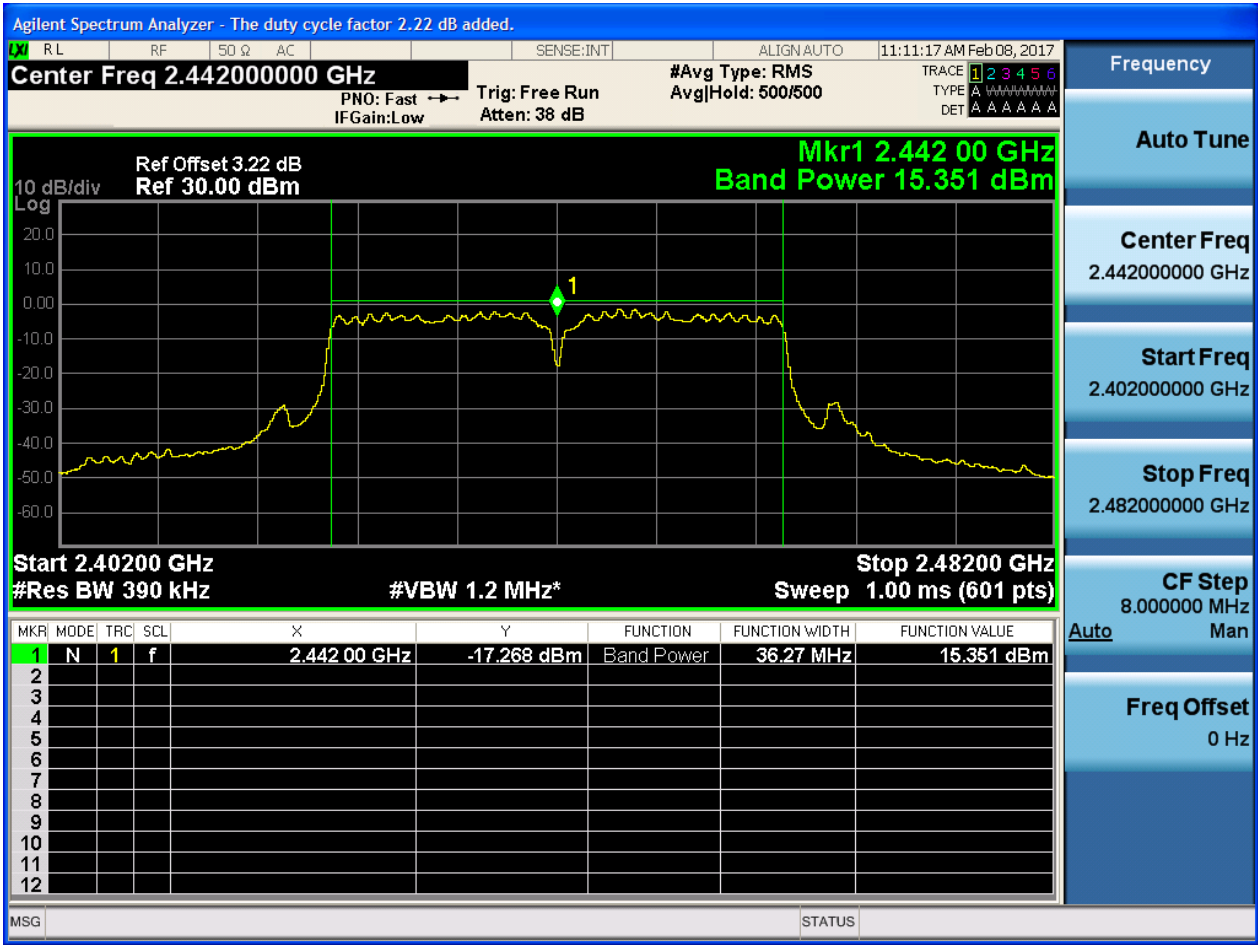 Agilent Spectrum Analyzer - The duty cycle factor 2.22 dB added.
LXI RL RF 50 Ω AC SENSE:INT ALIGN AUTO 11:11:17 AM Feb 08, 2017
Center Freq 2.442000000 GHz
PNO: Fast
IFGain:Low
Trig: Free Run
Atten: 38 dB
#Avg Type: RMS
Avg|Hold: 500/500
TRACE 1 2 3 4 5 6
TYPE A WWWWW
DET A A A A A A
Mkr1 2.442 00 GHz
Band Power 15.351 dBm
Ref Offset 3.22 dB
10 dB/div Ref 30.00 dBm
Log
20.0
10.0
1
0.00
-10.0
-20.0
-30.0
-40.0
-50.0
-60.0
Start 2.40200 GHz Stop 2.48200 GHz
#Res BW 390 kHz #VBW 1.2 MHz* Sweep 1.00 ms (601 pts)
MKR MODE TRC SCL X Y FUNCTION FUNCTION WIDTH FUNCTION VALUE
1 N 1 f 2.442 00 GHz -17.268 dBm Band Power 36.27 MHz 15.351 dBm
2
3
4
5
6
7
8
9
10
11
12
MSG STATUS
Frequency
Auto Tune
Center Freq
2.442000000 GHz
Start Freq
2.402000000 GHz
Stop Freq
2.482000000 GHz
CF Step
8.000000 MHz
Auto Man
Freq Offset
0 Hz